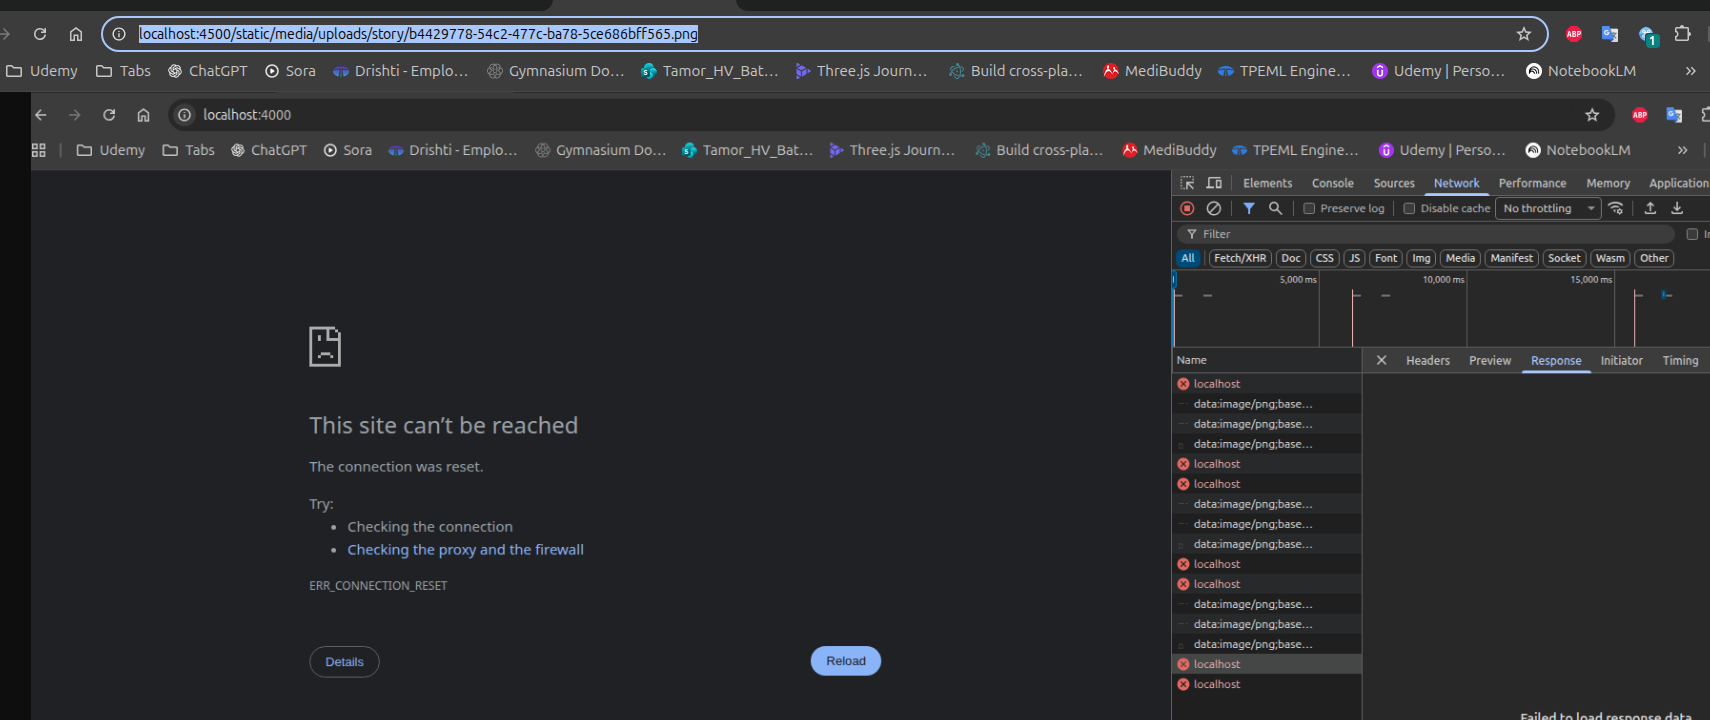 localhost:4500/static/media/uploads/story/b4429778-54c2-477c-ba78-5ce686bff565.png
ABP
1
Udemy Tabs ChatGPT Sora Drishti - Emplo... Gymnasium Do... Tamor_HV_Bat... Three.js Journ... Build cross-pla... MediBuddy TPEML Engine... Udemy | Perso... NotebookLM »
localhost:4000
ABP
Udemy Tabs ChatGPT Sora Drishti - Emplo... Gymnasium Do... Tamor_HV_Bat... Three.js Journ... Build cross-pla... MediBuddy TPEML Engine... Udemy | Perso... NotebookLM »
Elements Console Sources Network Performance Memory Application
Preserve log Disable cache No throttling
Filter
All Fetch/XHR Doc CSS JS Font Img Media Manifest Socket Wasm Other
5,000 ms 10,000 ms 15,000 ms
Name
Headers Preview Response Initiator Timing
localhost
data:image/png;base...
data:image/png;base...
data:image/png;base...
localhost
localhost
data:image/png;base...
data:image/png;base...
data:image/png;base...
localhost
localhost
data:image/png;base...
data:image/png;base...
data:image/png;base...
localhost
localhost
This site can't be reached
The connection was reset.
Try:
• Checking the connection
• Checking the proxy and the firewall
ERR_CONNECTION_RESET
Details
Reload
Failed to load response data